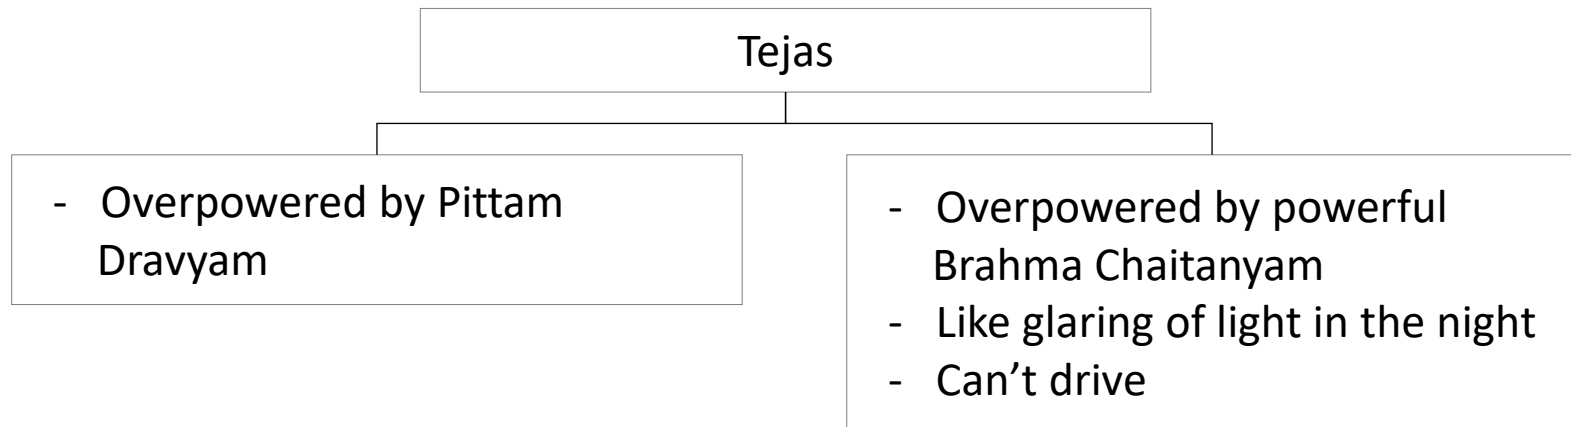 Tejas
- Overpowered by Pittam
Dravyam
- Overpowered by powerful
Brahma Chaitanyam
- Like glaring of light in the night
- Can’t drive